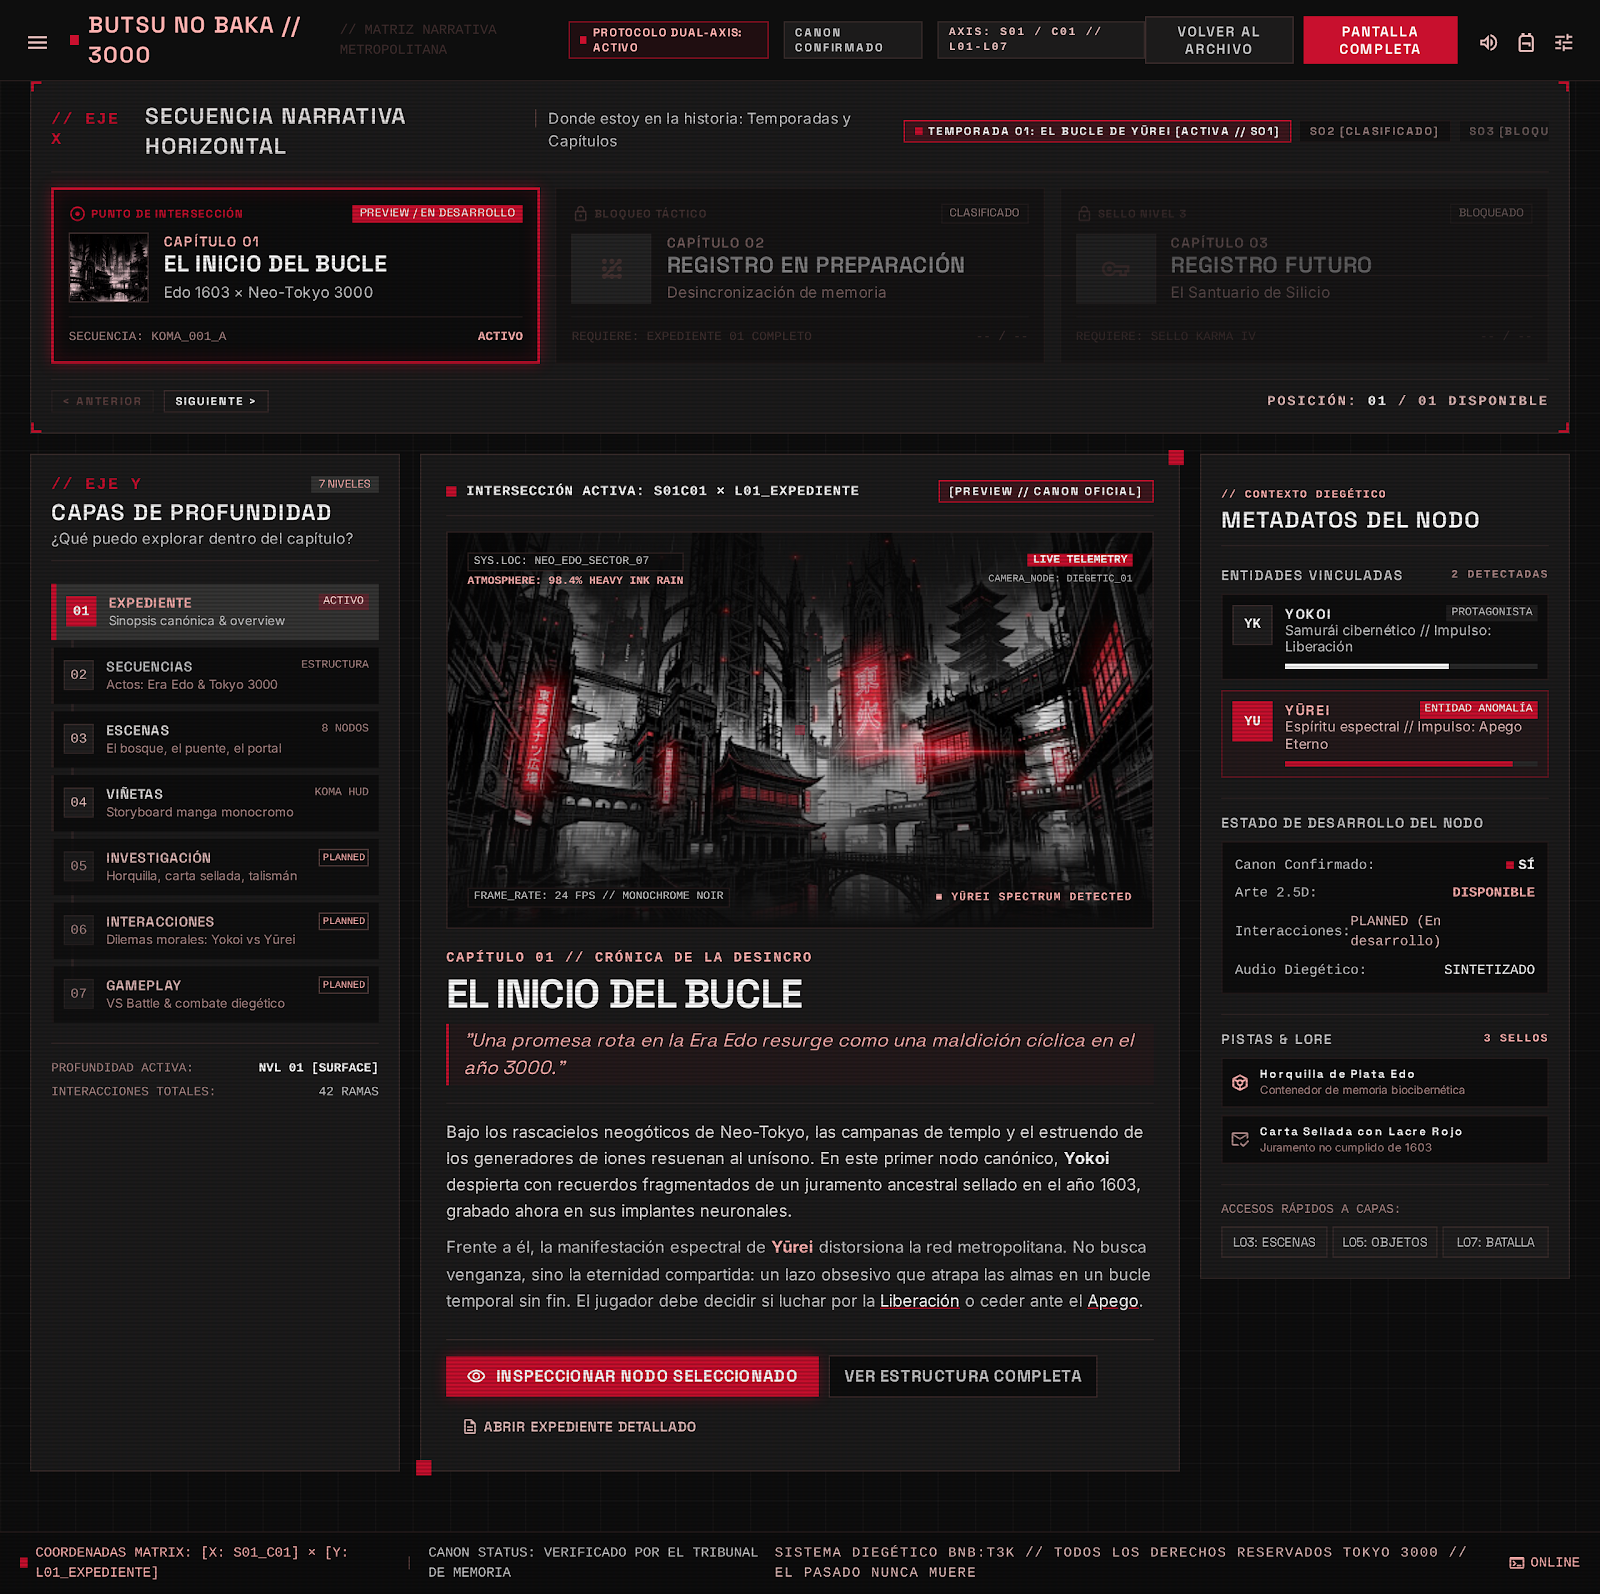 BUTSU NO BAKA //
3000
// MATRIZ NARRATIVA
METROPOLITANA
PROTOCOLO DUAL-AXIS:
ACTIVO
CANON
CONFIRMADO
AXIS: S01 / C01 //
L01-L07
VOLVER AL
ARCHIVO
PANTALLA
COMPLETA
// EJE
X
SECUENCIA NARRATIVA
HORIZONTAL
Donde estoy en la historia: Temporadas y
Capítulos
TEMPORADA 01: EL BUCLE DE YŪREI [ACTIVA // S01]
S02 [CLASIFICADO]
S03 [BLOQU
PUNTO DE INTERSECCIÓN
PREVIEW / EN DESARROLLO
CAPÍTULO 01
EL INICIO DEL BUCLE
Edo 1603 × Neo-Tokyo 3000
SECUENCIA: KOMA_001_A
ACTIVO
BLOQUEO TÁCTICO
CLASIFICADO
CAPÍTULO 02
REGISTRO EN PREPARACIÓN
Desincronización de memoria
REQUIERE: EXPEDIENTE 01 COMPLETO
-- / --
SELLO NIVEL 3
BLOQUEADO
CAPÍTULO 03
REGISTRO FUTURO
El Santuario de Silicio
REQUIERE: SELLO KARMA IV
-- / --
< ANTERIOR
SIGUIENTE >
POSICIÓN: 01 / 01 DISPONIBLE
// EJE Y
7 NIVELES
CAPAS DE PROFUNDIDAD
¿Qué puedo explorar dentro del capítulo?
01
EXPEDIENTE
ACTIVO
Sinopsis canónica & overview
02
SECUENCIAS
ESTRUCTURA
Actos: Era Edo & Tokyo 3000
03
ESCENAS
8 NODOS
El bosque, el puente, el portal
04
VIÑETAS
KOMA HUD
Storyboard manga monocromo
05
INVESTIGACIÓN
PLANNED
Horquilla, carta sellada, talismán
06
INTERACCIONES
PLANNED
Dilemas morales: Yokoi vs Yūrei
07
GAMEPLAY
PLANNED
VS Battle & combate diegético
PROFUNDIDAD ACTIVA:
NVL 01 [SURFACE]
INTERACCIONES TOTALES:
42 RAMAS
INTERSECCIÓN ACTIVA: S01C01 × L01_EXPEDIENTE
[PREVIEW // CANON OFICIAL]
SYS.LOC: NEO_EDO_SECTOR_07
ATMOSPHERE: 98.4% HEAVY INK RAIN
LIVE TELEMETRY
CAMERA_NODE: DIEGETIC_01
FRAME_RATE: 24 FPS // MONOCHROME NOIR
YŪREI SPECTRUM DETECTED
CAPÍTULO 01 // CRÓNICA DE LA DESINCRO
EL INICIO DEL BUCLE
"Una promesa rota en la Era Edo resurge como una maldición cíclica en el
año 3000."
Bajo los rascacielos neogóticos de Neo-Tokyo, las campanas de templo y el estruendo de
los generadores de iones resuenan al unísono. En este primer nodo canónico, Yokoi
despierta con recuerdos fragmentados de un juramento ancestral sellado en el año 1603,
grabado ahora en sus implantes neuronales.
Frente a él, la manifestación espectral de Yūrei distorsiona la red metropolitana. No busca
venganza, sino la eternidad compartida: un lazo obsesivo que atrapa las almas en un bucle
temporal sin fin. El jugador debe decidir si luchar por la Liberación o ceder ante el Apego.
INSPECCIONAR NODO SELECCIONADO
VER ESTRUCTURA COMPLETA
ABRIR EXPEDIENTE DETALLADO
// CONTEXTO DIEGÉTICO
METADATOS DEL NODO
ENTIDADES VINCULADAS
2 DETECTADAS
YK
YOKOI
PROTAGONISTA
Samurái cibernético // Impulso:
Liberación
YU
YŪREI
ENTIDAD ANOMALÍA
Espíritu espectral // Impulso: Apego
Eterno
ESTADO DE DESARROLLO DEL NODO
Canon Confirmado:
SÍ
Arte 2.5D:
DISPONIBLE
Interacciones:
PLANNED (En
desarrollo)
Audio Diegético:
SINTETIZADO
PISTAS & LORE
3 SELLOS
Horquilla de Plata Edo
Contenedor de memoria biocibernética
Carta Sellada con Lacre Rojo
Juramento no cumplido de 1603
ACCESOS RÁPIDOS A CAPAS:
L03: ESCENAS
L05: OBJETOS
L07: BATALLA
COORDENADAS MATRIX: [X: S01_C01] × [Y:
L01_EXPEDIENTE]
CANON STATUS: VERIFICADO POR EL TRIBUNAL
DE MEMORIA
SISTEMA DIEGÉTICO BNB:T3K // TODOS LOS DERECHOS RESERVADOS TOKYO 3000 //
EL PASADO NUNCA MUERE
ONLINE